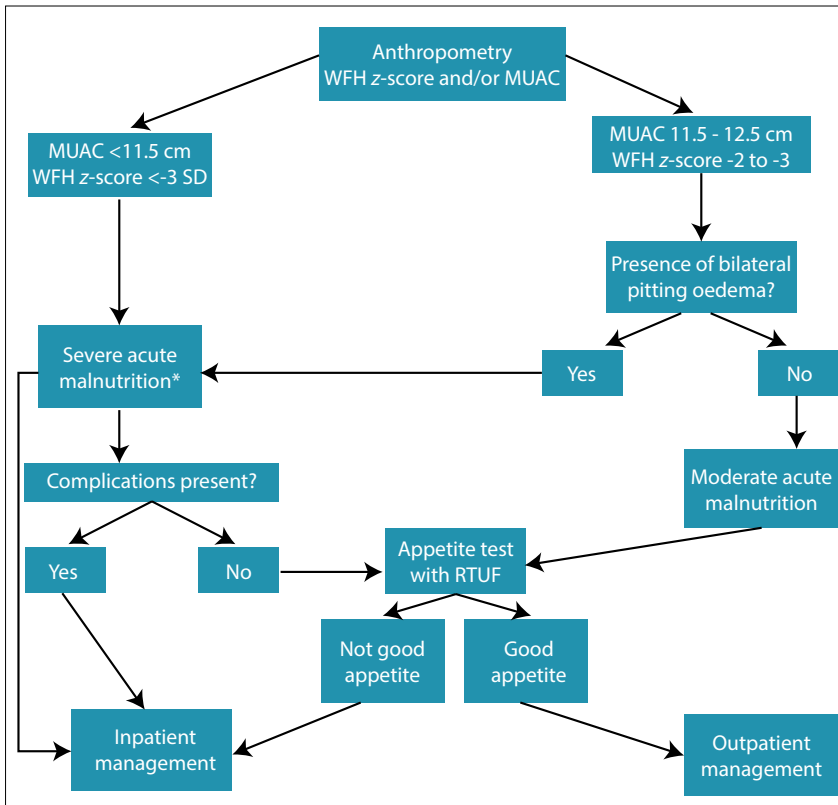 Anthropometry
WFH z-score and/or MUAC
MUAC <11.5 cm
WFH z-score <-3 SD
MUAC 11.5 - 12.5 cm
WFH z-score -2 to -3
Presence of bilateral
pitting oedema?
Severe acute
malnutrition*
Yes
No
Complications present?
Moderate acute
malnutrition
Yes
No
Appetite test
with RTUF
Not good
appetite
Good
appetite
Inpatient
management
Outpatient
management